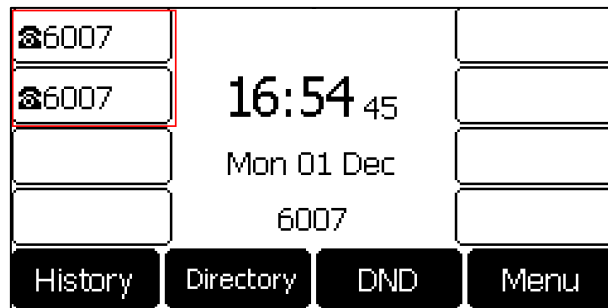 ☎6007
☎6007
16:54 45
Mon 01 Dec
6007
History Directory DND Menu